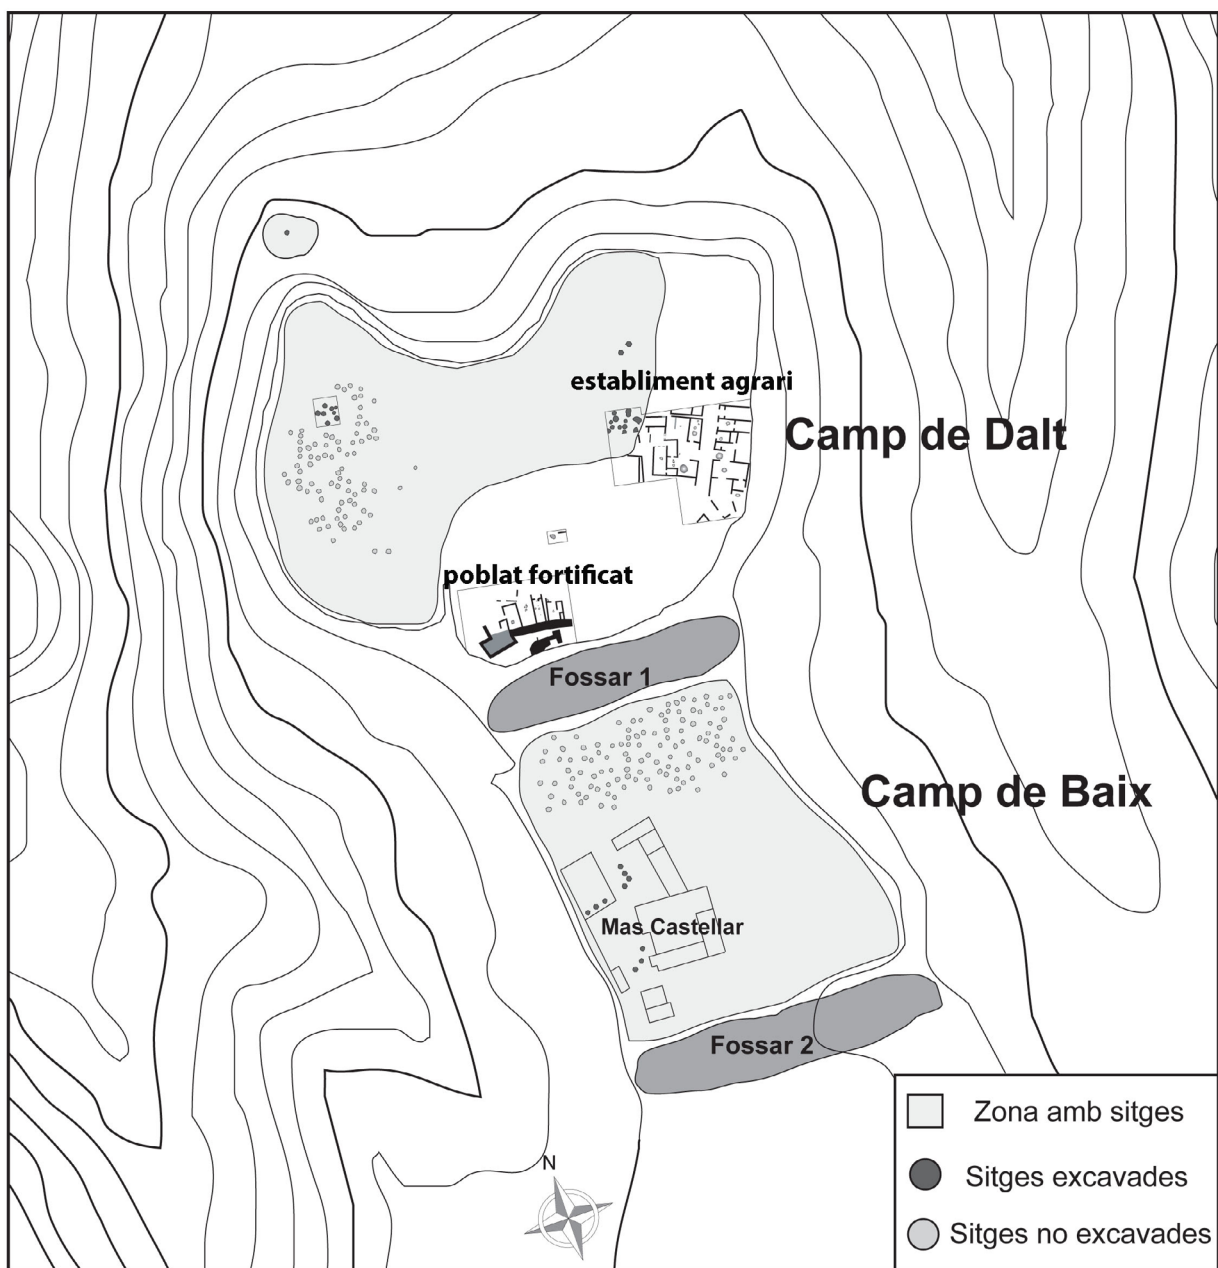 establiment agrari
Camp de Dalt
poblat fortificat
Fossar 1
Camp de Baix
Mas Castellar
Fossar 2
Zona amb sitges
N
Sitges excavades
Sitges no excavades